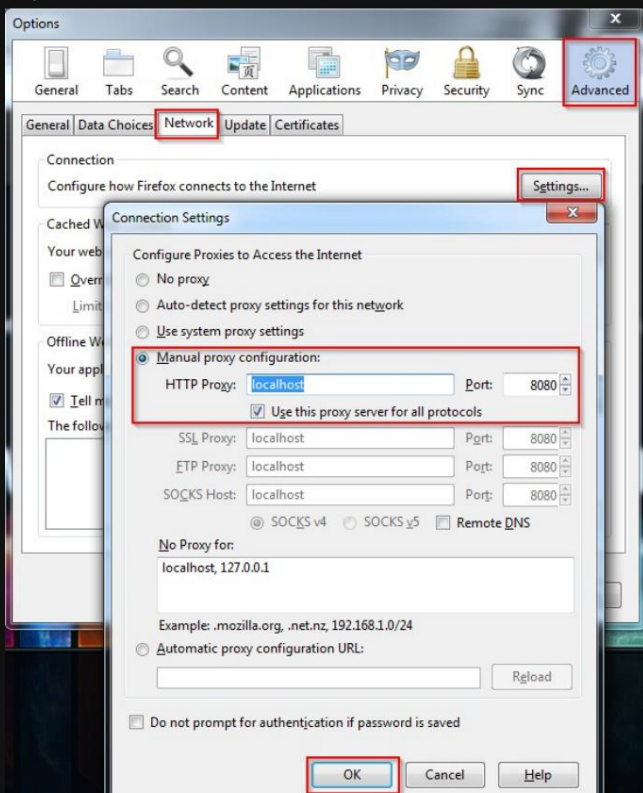 Options
General Tabs Search Content Applications Privacy Security Sync Advanced
General Data Choices Network Update Certificates
Connection
Configure how Firefox connects to the Internet Settings...
Cached W
Your web
Overr
Limit
Offline We
Your appl
Tell m
The follov
Connection Settings
Configure Proxies to Access the Internet
No proxy
Auto-detect proxy settings for this network
Use system proxy settings
Manual proxy configuration:
HTTP Proxy: localhost Port: 8080
Use this proxy server for all protocols
SSL Proxy: localhost Port: 8080
FTP Proxy: localhost Port: 8080
SOCKS Host: localhost Port: 8080
SOCKS v4 SOCKS v5 Remote DNS
No Proxy for:
localhost, 127.0.0.1
Example: .mozilla.org, .net.nz, 192.168.1.0/24
Automatic proxy configuration URL:
Reload
Do not prompt for authentication if password is saved
OK Cancel Help